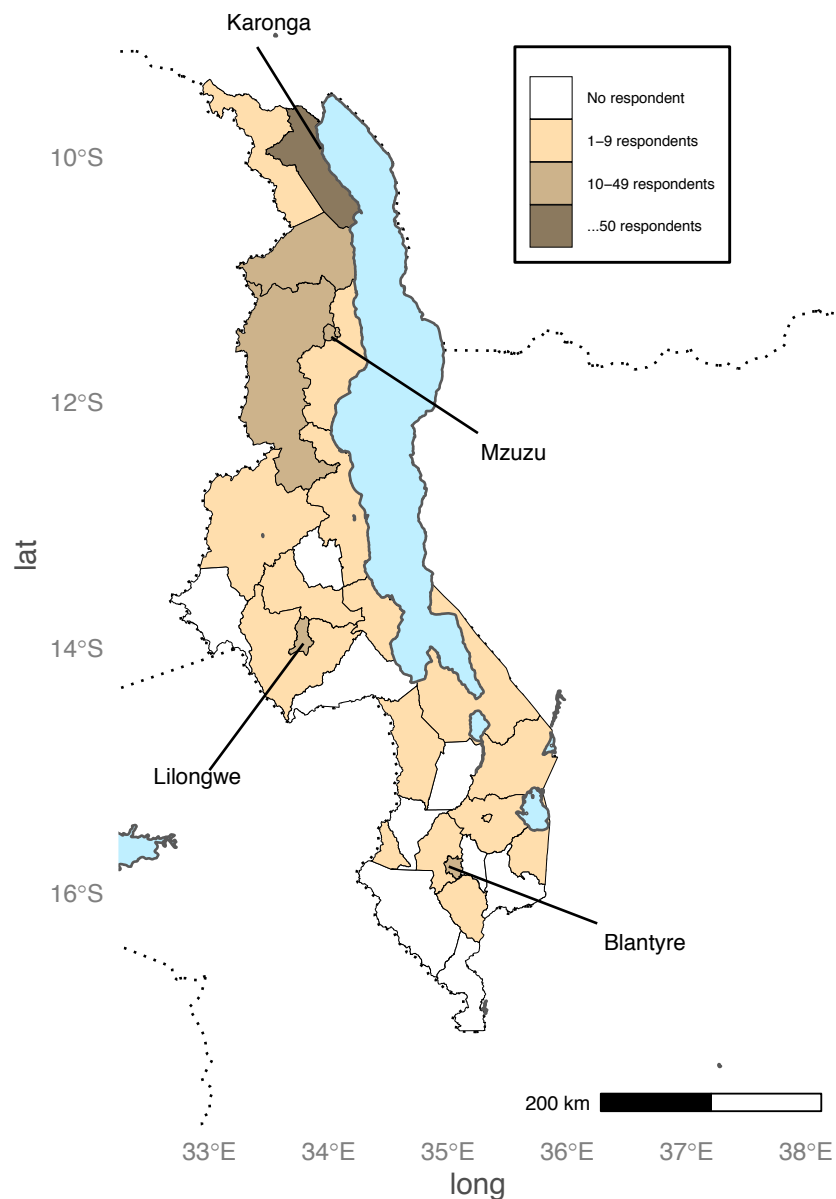 Karonga
No respondent
1−9 respondents
10−49 respondents
...50 respondents
10°S
12°S
Mzuzu
lat
14°S
Lilongwe
16°S
Blantyre
200 km
33°E 34°E 35°E 36°E 37°E 38°E
long